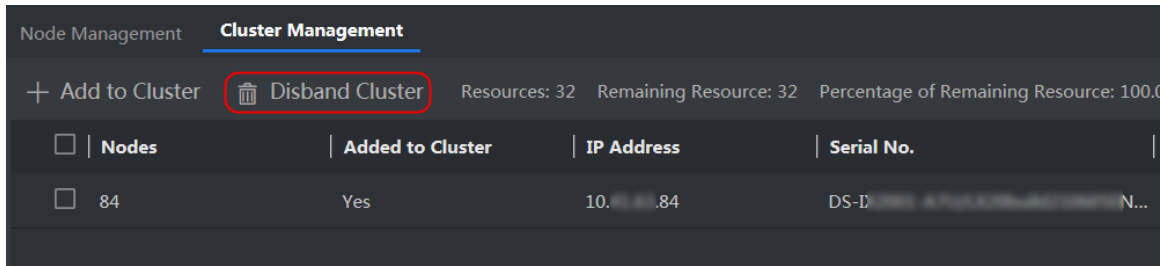 Node Management Cluster Management
Add to Cluster Disband Cluster Resources: 32 Remaining Resource: 32 Percentage of Remaining Resource: 100.0
Nodes Added to Cluster IP Address Serial No.
84 Yes 10. .84 DS-I N...